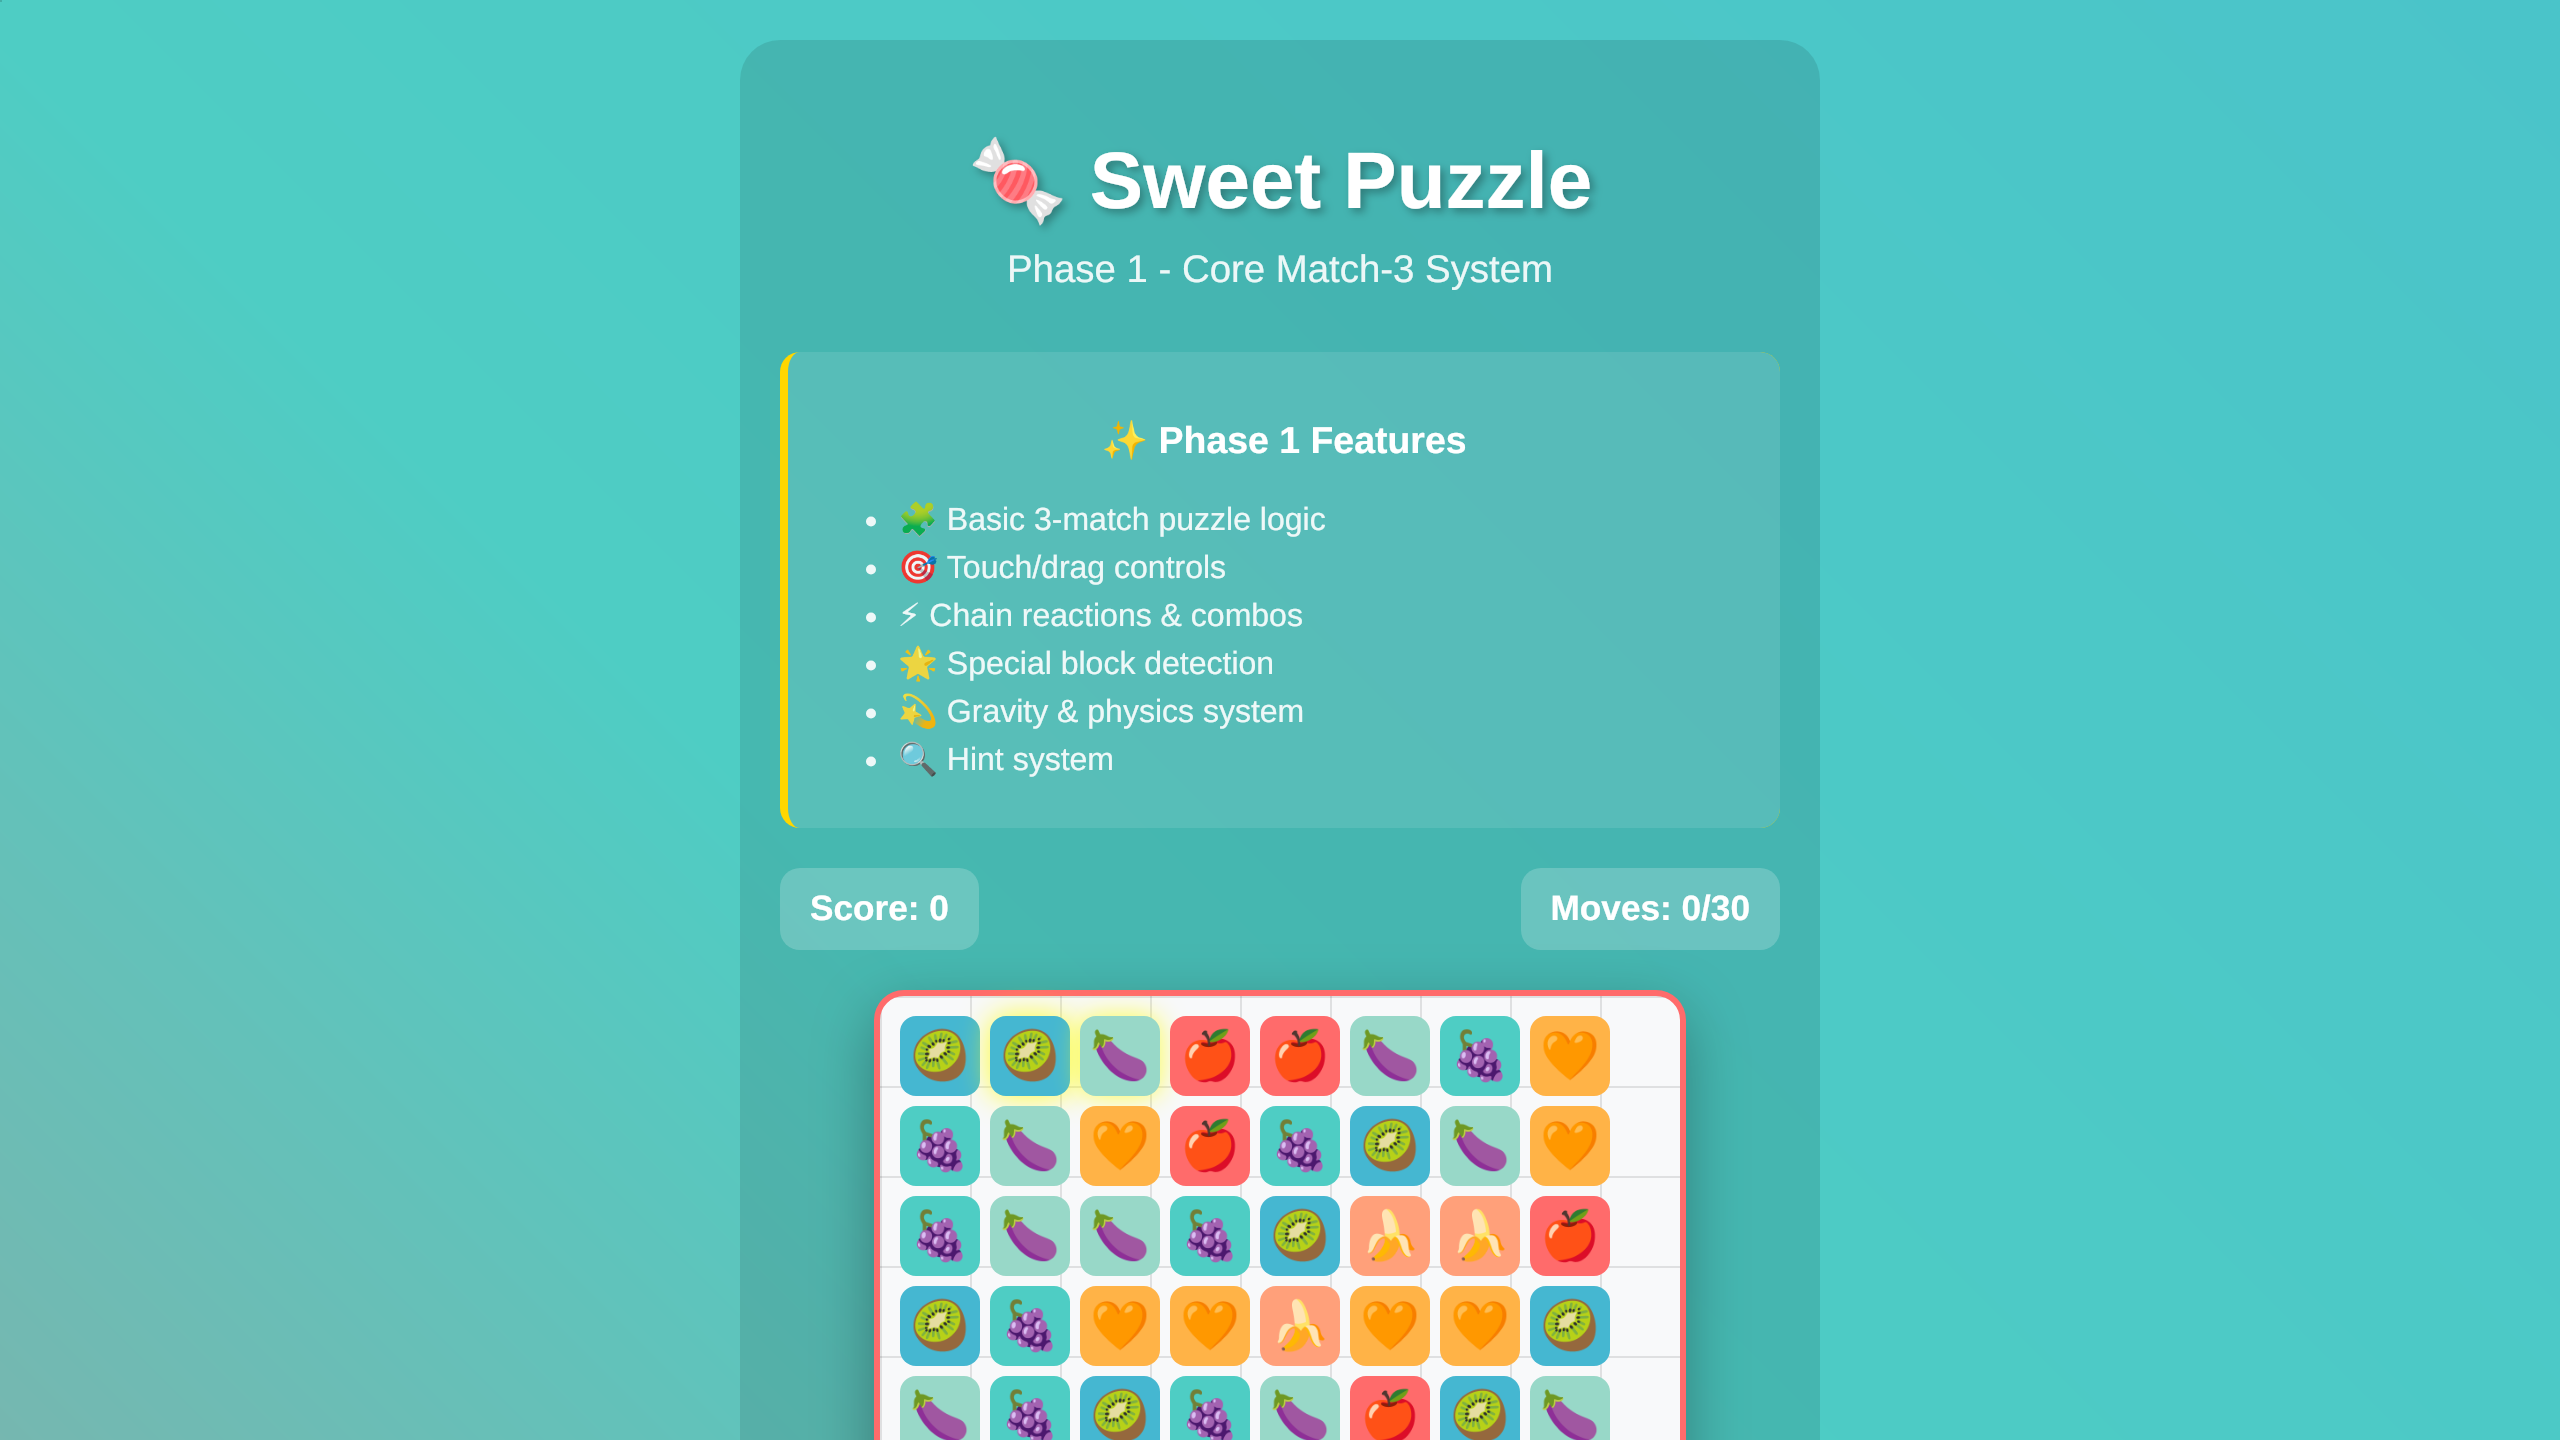 🍬 Sweet Puzzle
Phase 1 - Core Match-3 System
✨ Phase 1 Features
• 🧩 Basic 3-match puzzle logic
• 🎯 Touch/drag controls
• ⚡ Chain reactions & combos
• 🌟 Special block detection
• 💫 Gravity & physics system
• 🔍 Hint system
Score: 0
Moves: 0/30